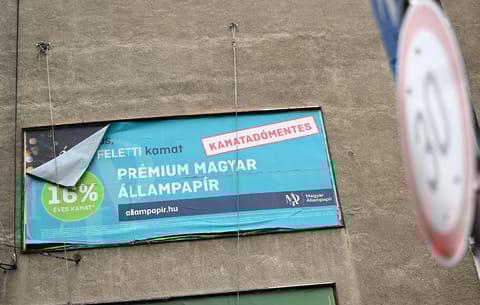 s,
FELETTI kamat
KAMATADÓMENTES
PRÉMIUM MAGYAR
ÁLLAMPAPÍR
16%
ÉVES KAMAT*
allampapir.hu
Magyar
Állampapír